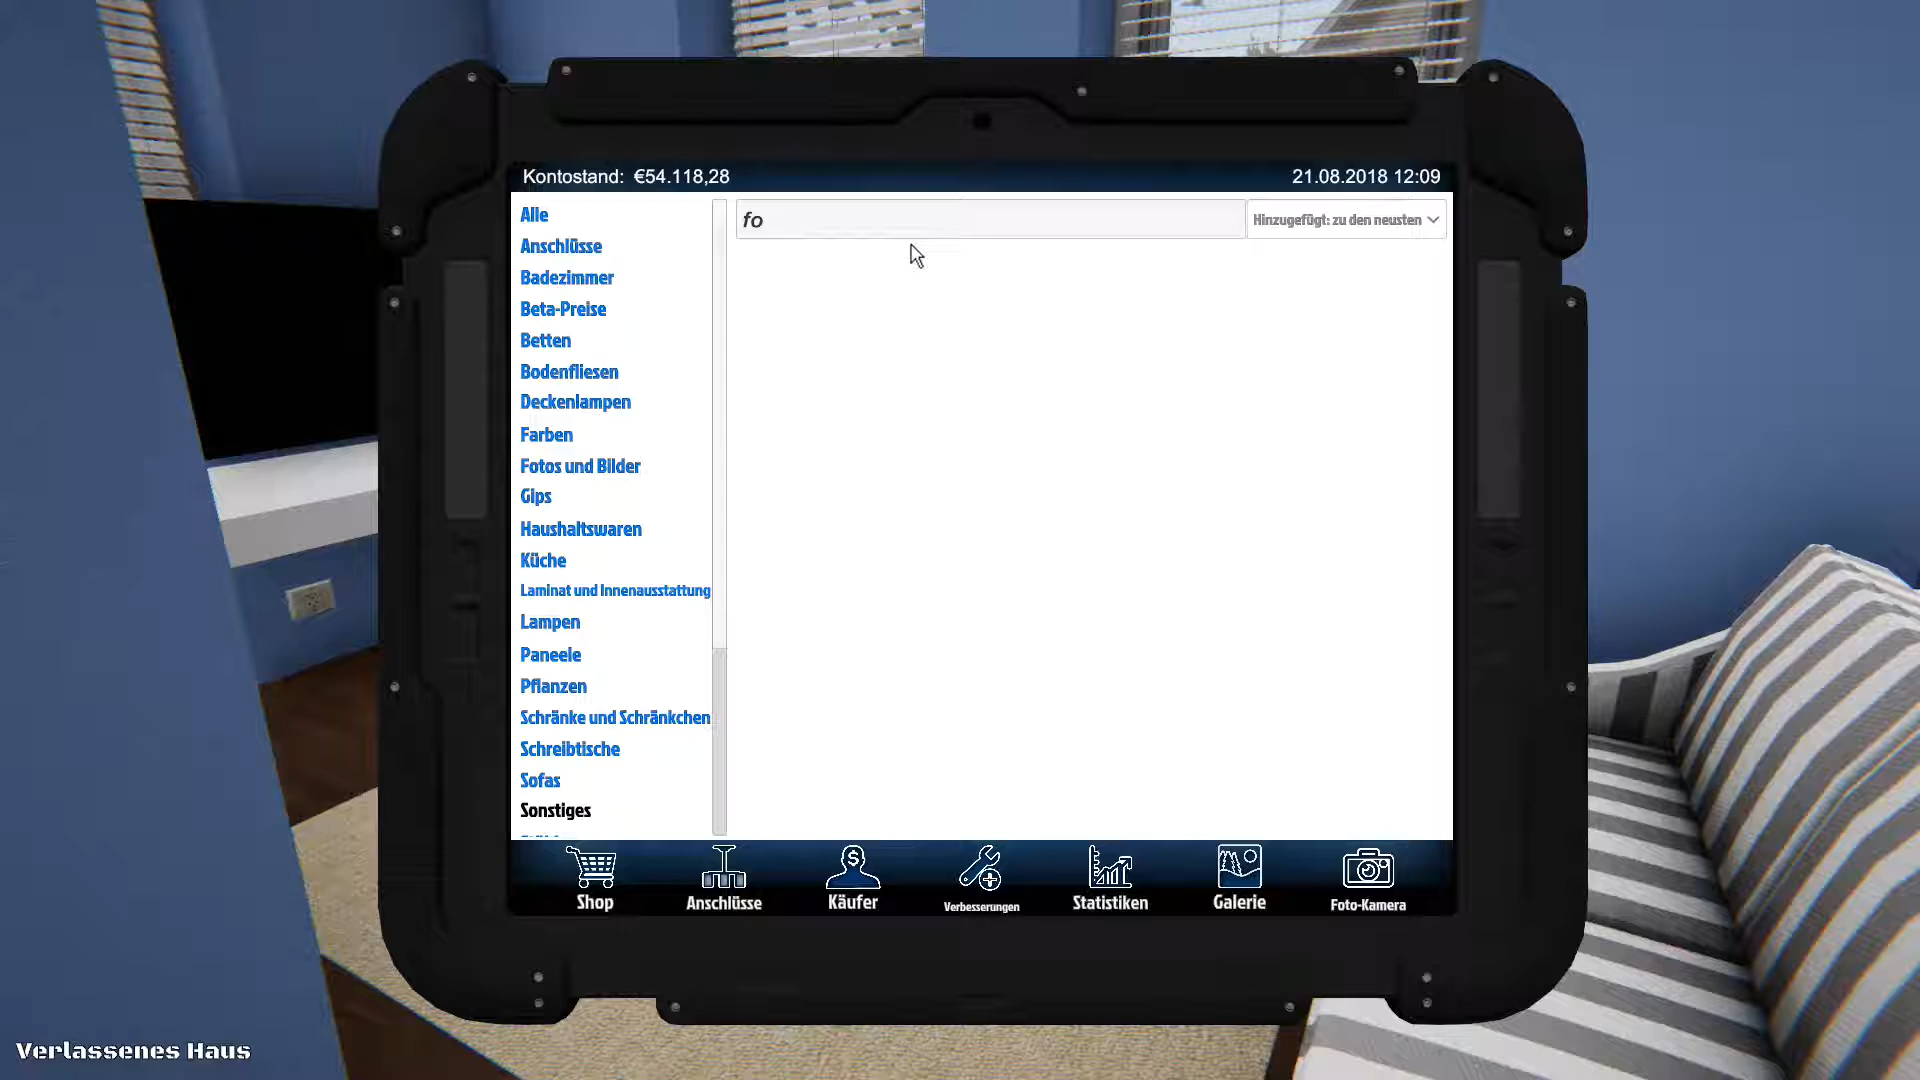 Kontostand: €54.118,28
21.08.2018 12:09
Alle
Anschlüsse
Badezimmer
Beta-Preise
Betten
Bodenfliesen
Deckenlampen
Farben
Fotos und Bilder
Gips
Haushaltswaren
Küche
Laminat und Innenausstattung
Lampen
Paneele
Pflanzen
Schränke und Schränkchen
Schreibtische
Sofas
Sonstiges
fo
Hinzugefügt: zu den neusten
Shop
Anschlüsse
Käufer
Verbesserungen
Statistiken
Galerie
Foto-Kamera
Verlassenes Haus